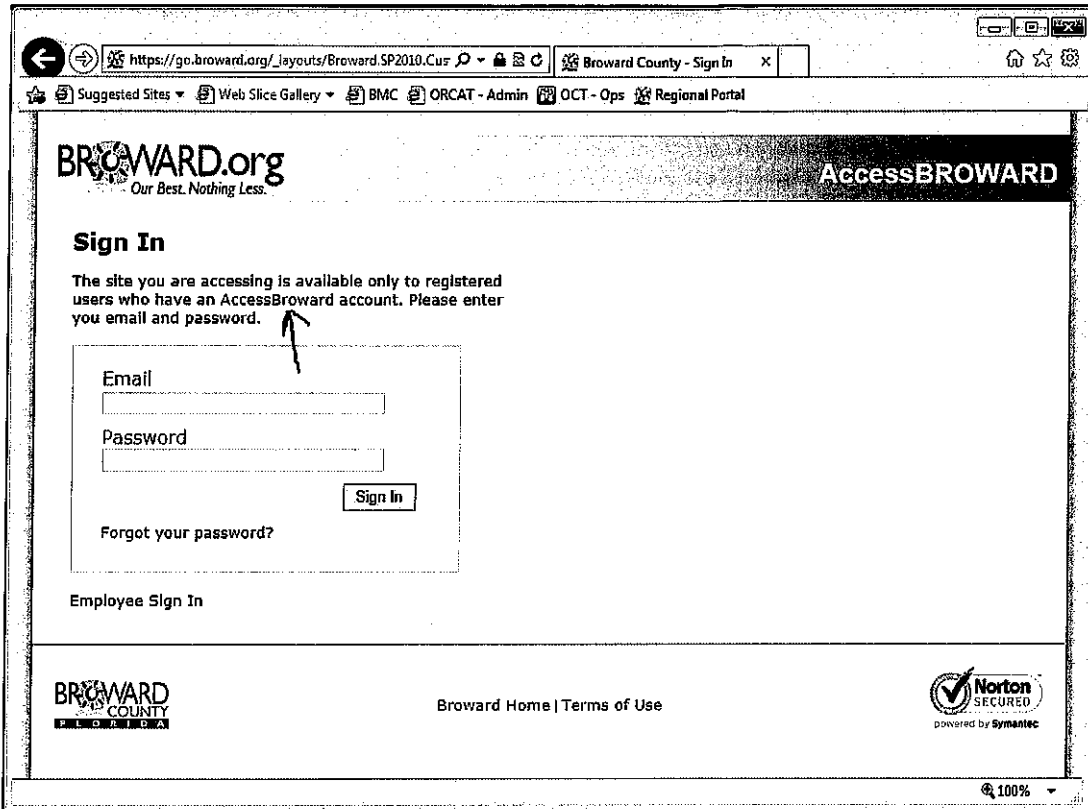 https://go.broward.org/_layouts/Broward.SP2010.Cus
Broward County - Sign In x
Suggested Sites Web Slice Gallery BMC ORCAT - Admin OCT - Ops Regional Portal
BROWARD.org
Our Best. Nothing Less.
AccessBROWARD
Sign In
The site you are accessing is available only to registered
users who have an AccessBroward account. Please enter
you email and password.
Email
Password
Sign In
Forgot your password?
Employee Sign In
BROWARD
COUNTY
FLORIDA
Broward Home | Terms of Use
Norton
SECURED
powered by Symantec
100%